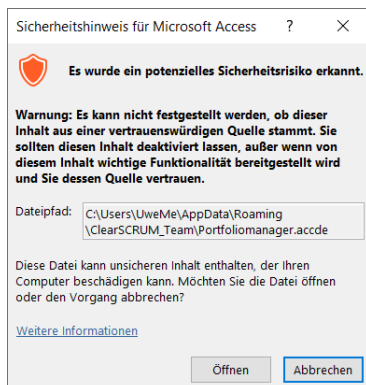 Sicherheitshinweis für Microsoft Access ? ×
Es wurde ein potenzielles Sicherheitsrisiko erkannt.
Warnung: Es kann nicht festgestellt werden, ob dieser
Inhalt aus einer vertrauenswürdigen Quelle stammt. Sie
sollten diesen Inhalt deaktiviert lassen, außer wenn von
diesem Inhalt wichtige Funktionalität bereitgestellt wird
und Sie dessen Quelle vertrauen.
Dateipfad: C:\Users\UweMe\AppData\Roaming
\ClearSCRUM_Team\Portfoliomanager.accde
Diese Datei kann unsicheren Inhalt enthalten, der Ihren
Computer beschädigen kann. Möchten Sie die Datei öffnen
oder den Vorgang abbrechen?
Weitere Informationen
Öffnen Abbrechen